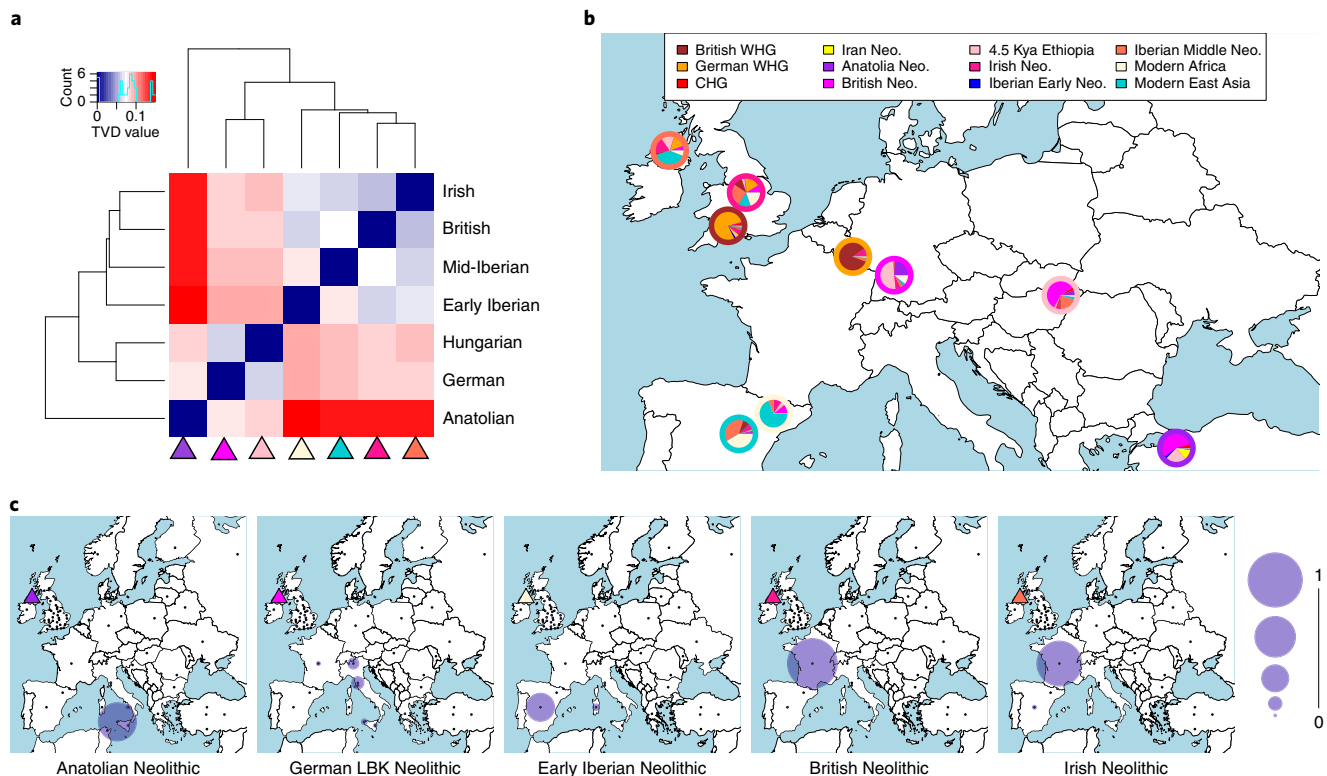 a
Count
6
0
0
0.1
TVD value
Irish
British
Mid-Iberian
Early Iberian
Hungarian
German
Anatolian
b
British WHG
German WHG
CHG
Iran Neo.
Anatolia Neo.
British Neo.
4.5 Kya Ethiopia
Irish Neo.
Iberian Early Neo.
Iberian Middle Neo.
Modern Africa
Modern East Asia
c
Anatolian Neolithic
German LBK Neolithic
Early Iberian Neolithic
British Neolithic
Irish Neolithic
1
0